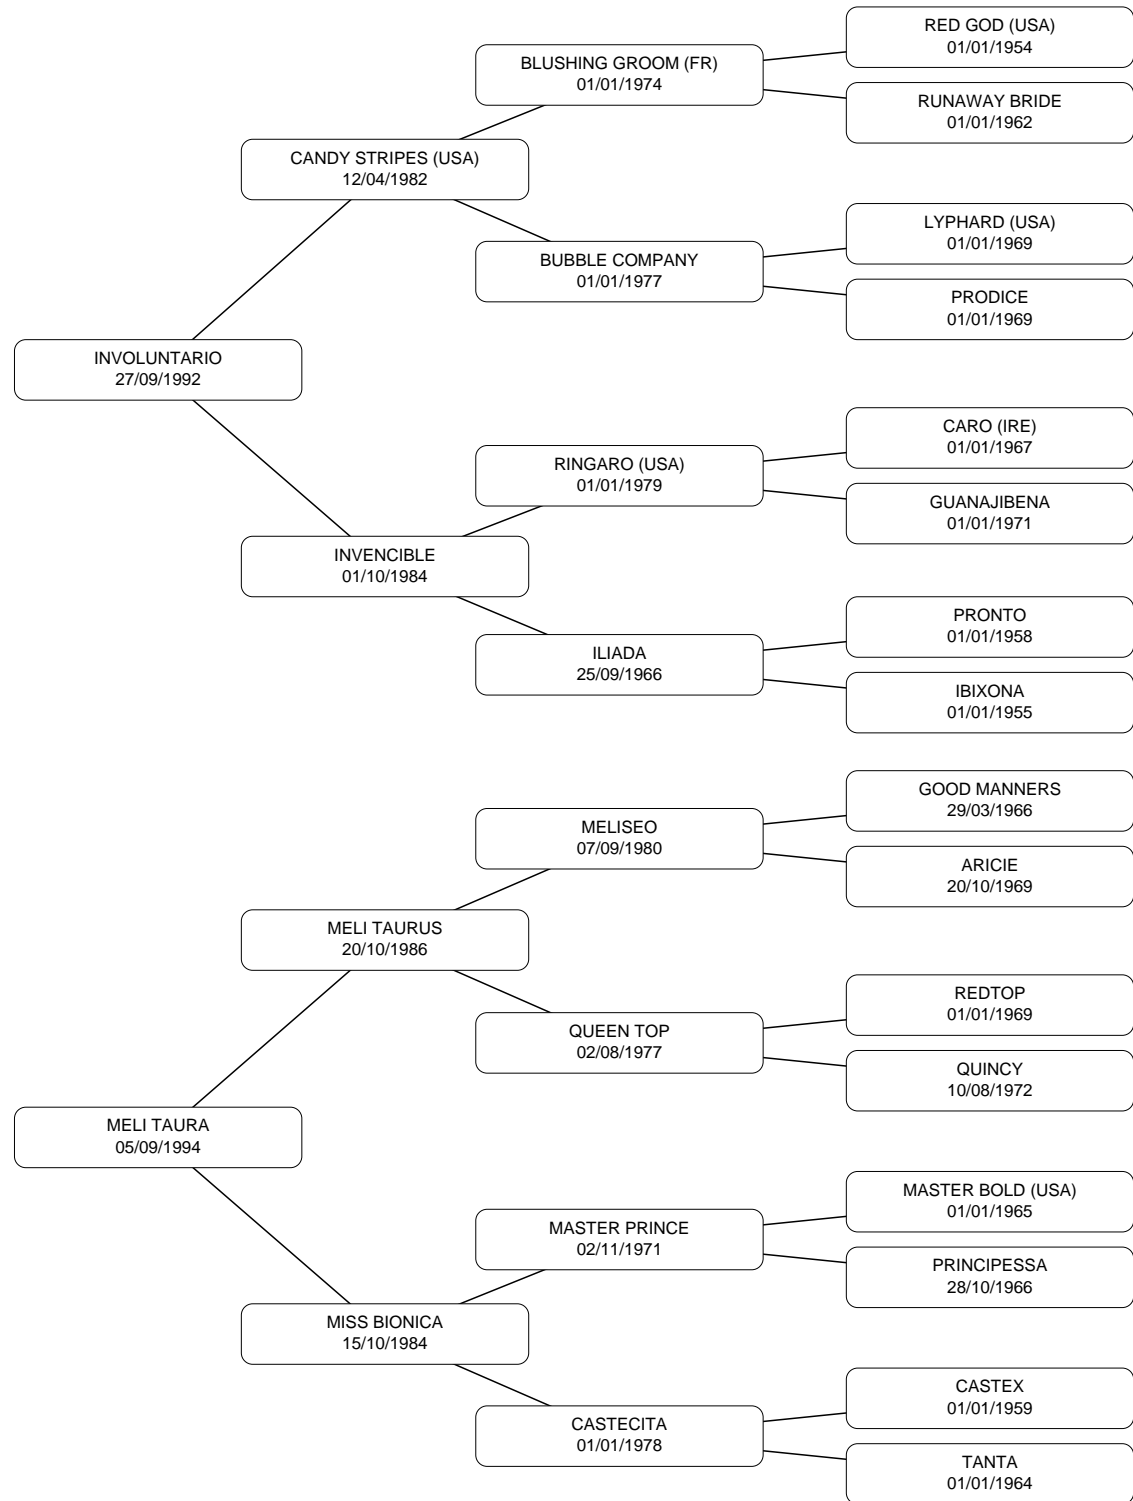 RED GOD (USA)
01/01/1954
BLUSHING GROOM (FR)
01/01/1974
RUNAWAY BRIDE
01/01/1962
CANDY STRIPES (USA)
12/04/1982
LYPHARD (USA)
01/01/1969
BUBBLE COMPANY
01/01/1977
PRODICE
01/01/1969
INVOLUNTARIO
27/09/1992
CARO (IRE)
01/01/1967
RINGARO (USA)
01/01/1979
GUANAJIBENA
01/01/1971
INVENCIBLE
01/10/1984
PRONTO
01/01/1958
ILIADA
25/09/1966
IBIXONA
01/01/1955
GOOD MANNERS
29/03/1966
MELISEO
07/09/1980
ARICIE
20/10/1969
MELI TAURUS
20/10/1986
REDTOP
01/01/1969
QUEEN TOP
02/08/1977
QUINCY
10/08/1972
MELI TAURA
05/09/1994
MASTER BOLD (USA)
01/01/1965
MASTER PRINCE
02/11/1971
PRINCIPESSA
28/10/1966
MISS BIONICA
15/10/1984
CASTEX
01/01/1959
CASTECITA
01/01/1978
TANTA
01/01/1964